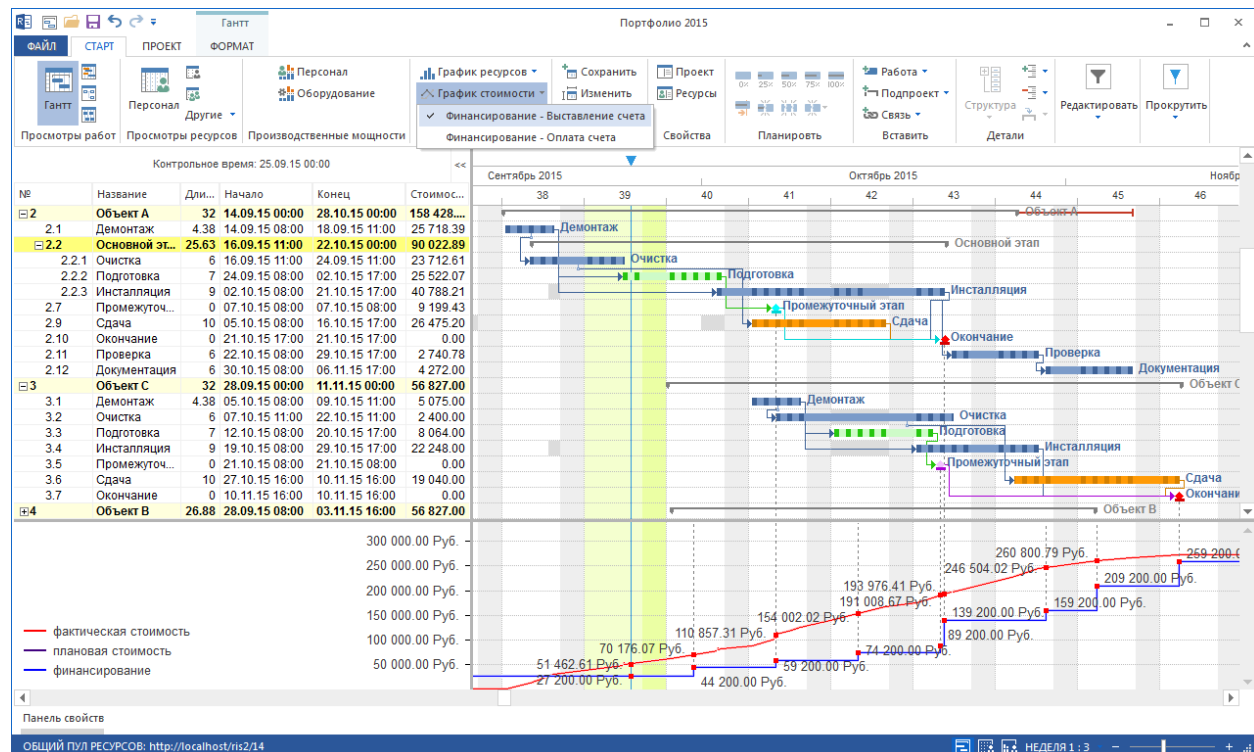 Гантт
Портфолио 2015
ФАЙЛ СТАРТ ПРОЕКТ ФОРМАТ
Гантт
Просмотры работ
Персонал
Другие
Просмотры ресурсов
Персонал
Оборудование
Производственные мощности
График ресурсов
График стоимости
Финансирование - Выставление счета
Финансирование - Оплата счета
Сохранить
Изменить
Проект
Ресурсы
Свойства
0× 25× 50× 75× 100×
Планировть
Работа
Подпроект
Связь
Вставить
Структура
Детали
Редактировать
Прокрутить
Контрольное время: 25.09.15 00:00 <<
№ Название Дли... Начало Конец Стоимос...
2 Объект A 32 14.09.15 00:00 28.10.15 00:00 158 428....
2.1 Демонтаж 4.38 14.09.15 08:00 18.09.15 11:00 25 718.39
2.2 Основной эт... 25.63 16.09.15 11:00 22.10.15 00:00 90 022.89
2.2.1 Очистка 6 16.09.15 11:00 24.09.15 11:00 23 712.61
2.2.2 Подготовка 7 24.09.15 08:00 02.10.15 17:00 25 522.07
2.2.3 Инсталляция 9 02.10.15 08:00 21.10.15 17:00 40 788.21
2.7 Промежуточ... 0 07.10.15 08:00 07.10.15 08:00 9 199.43
2.9 Сдача 10 05.10.15 08:00 16.10.15 17:00 26 475.20
2.10 Окончание 0 21.10.15 17:00 21.10.15 17:00 0.00
2.11 Проверка 6 22.10.15 08:00 29.10.15 17:00 2 740.78
2.12 Документация 6 30.10.15 08:00 06.11.15 17:00 4 272.00
3 Объект C 32 28.09.15 00:00 11.11.15 00:00 56 827.00
3.1 Демонтаж 4.38 05.10.15 08:00 09.10.15 11:00 5 075.00
3.2 Очистка 6 07.10.15 11:00 22.10.15 11:00 2 400.00
3.3 Подготовка 7 12.10.15 08:00 20.10.15 17:00 8 064.00
3.4 Инсталляция 9 19.10.15 08:00 29.10.15 17:00 22 248.00
3.5 Промежуточ... 0 21.10.15 08:00 21.10.15 08:00 0.00
3.6 Сдача 10 27.10.15 08:00 10.11.15 16:00 19 040.00
3.7 Окончание 0 10.11.15 16:00 10.11.15 16:00 0.00
4 Объект B 26.88 28.09.15 08:00 03.11.15 16:00 56 827.00
Сентябрь 2015 Октябрь 2015 Ноябр
38 39 40 41 42 43 44 45 46
Объект A
Демонтаж
Основной этап
Очистка
Подготовка
Инсталляция
Промежуточный этап
Сдача
Окончание
Проверка
Документация
Объект C
Демонтаж
Очистка
Подготовка
Инсталляция
Промежуточный этап
Сдача
Окончани
Объект B
300 000.00 Руб.
250 000.00 Руб.
200 000.00 Руб.
150 000.00 Руб.
100 000.00 Руб.
50 000.00 Руб.
фактическая стоимость
плановая стоимость
финансирование
260 800.79 Руб.
259 200.0
246 504.02 Руб.
209 200.00 Руб.
193 976.41 Руб.
191 008.67 Руб.
159 200.00 Руб.
154 002.02 Руб.
139 200.00 Руб.
110 857.31 Руб.
89 200.00 Руб.
70 176.07 Руб.
74 200.00 Руб.
51 462.61 Руб.
59 200.00 Руб.
27 200.00 Руб.
44 200.00 Руб.
Панель свойств
ОБЩИЙ ПУЛ РЕСУРСОВ: http://localhost/ris2/14
НЕДЕЛЯ 1 : 3